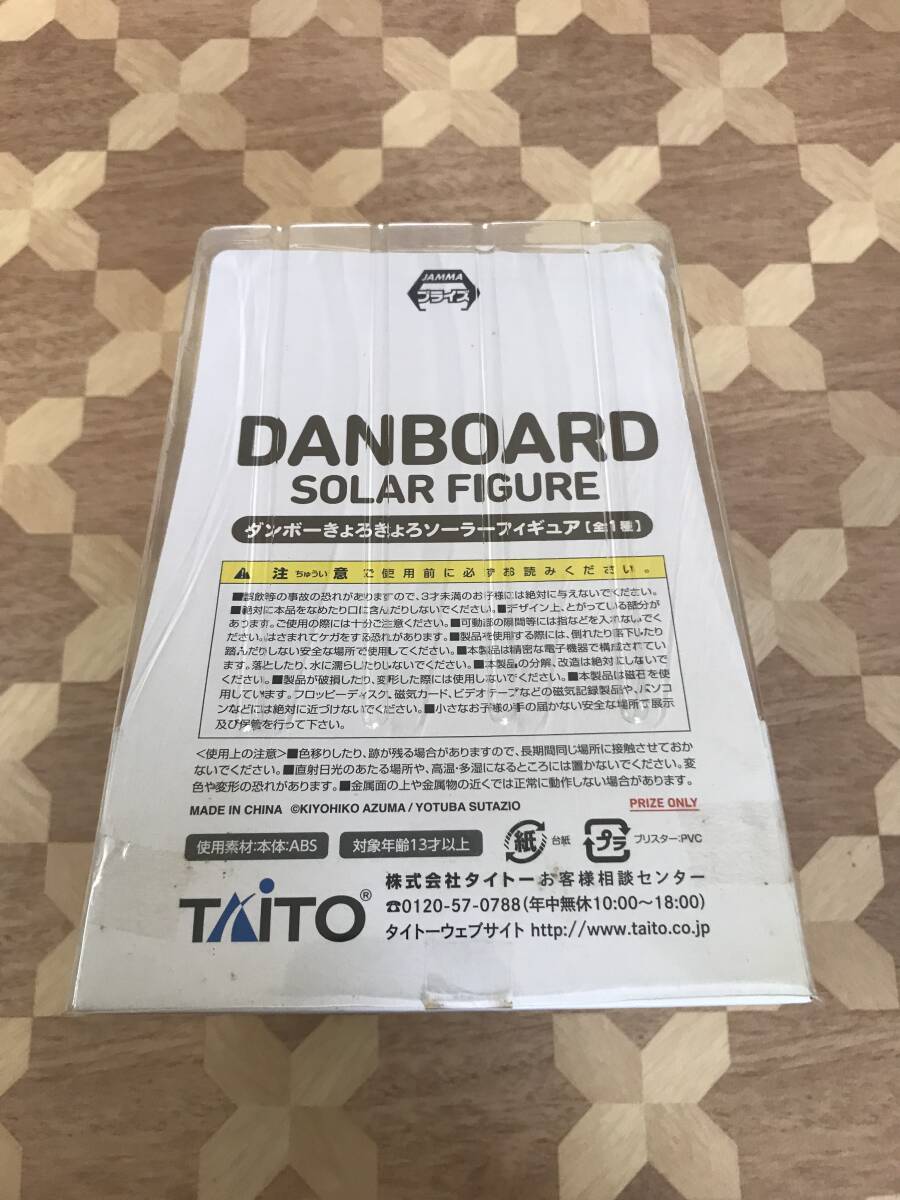 JAMMA
プライズ
DANBOARD
SOLAR FIGURE
ダンボーきょろきょろソーラーフィギュア【全1種】
注 ちゅうい 意 ご使用前に必ずお読みください。
■誤飲等の事故の恐れがありますので、3才未満のお子様には絶対に与えないでください。
■絶対に本品をなめたり口に含んだりしないでください。■デザイン上、とがっている部分が
あります。ご使用の際には十分ご注意ください。■可動部の隙間等には指などを入れないでく
ださい。はさまれてケガをする恐れがあります。■製品を使用する際には、倒れたり落下したり
踏んだりしない安全な場所で使用してください。■本製品は精密な電子機器で構成されてい
ます。落としたり、水に濡らしたりしないでください。■本製品の分解、改造は絶対にしないで
ください。■製品が破損したり、変形した際には使用しないでください。■本製品は磁石を使
用しています。フロッピーディスク、磁気カード、ビデオテープなどの磁気記録製品や、パソコ
ンなどには絶対に近づけないでください。■小さなお子様の手の届かない安全な場所で展示
及び保管を行って下さい。
<使用上の注意>■色移りしたり、跡が残る場合がありますので、長期間同じ場所に接触させておか
ないでください。■直射日光のあたる場所や、高温・多湿になるところには置かないでください。変
色や変形の恐れがあります。■金属面の上や金属物の近くでは正常に動作しない場合があります。
MADE IN CHINA ©KIYOHIKO AZUMA / YOTUBA SUTAZIO
PRIZE ONLY
使用素材:本体:ABS
対象年齢13才以上
紙 台紙
プラ ブリスター:PVC
TAITO®
株式会社タイトーお客様相談センター
☎0120-57-0788(年中無休10:00~18:00)
タイトーウェブサイト http://www.taito.co.jp